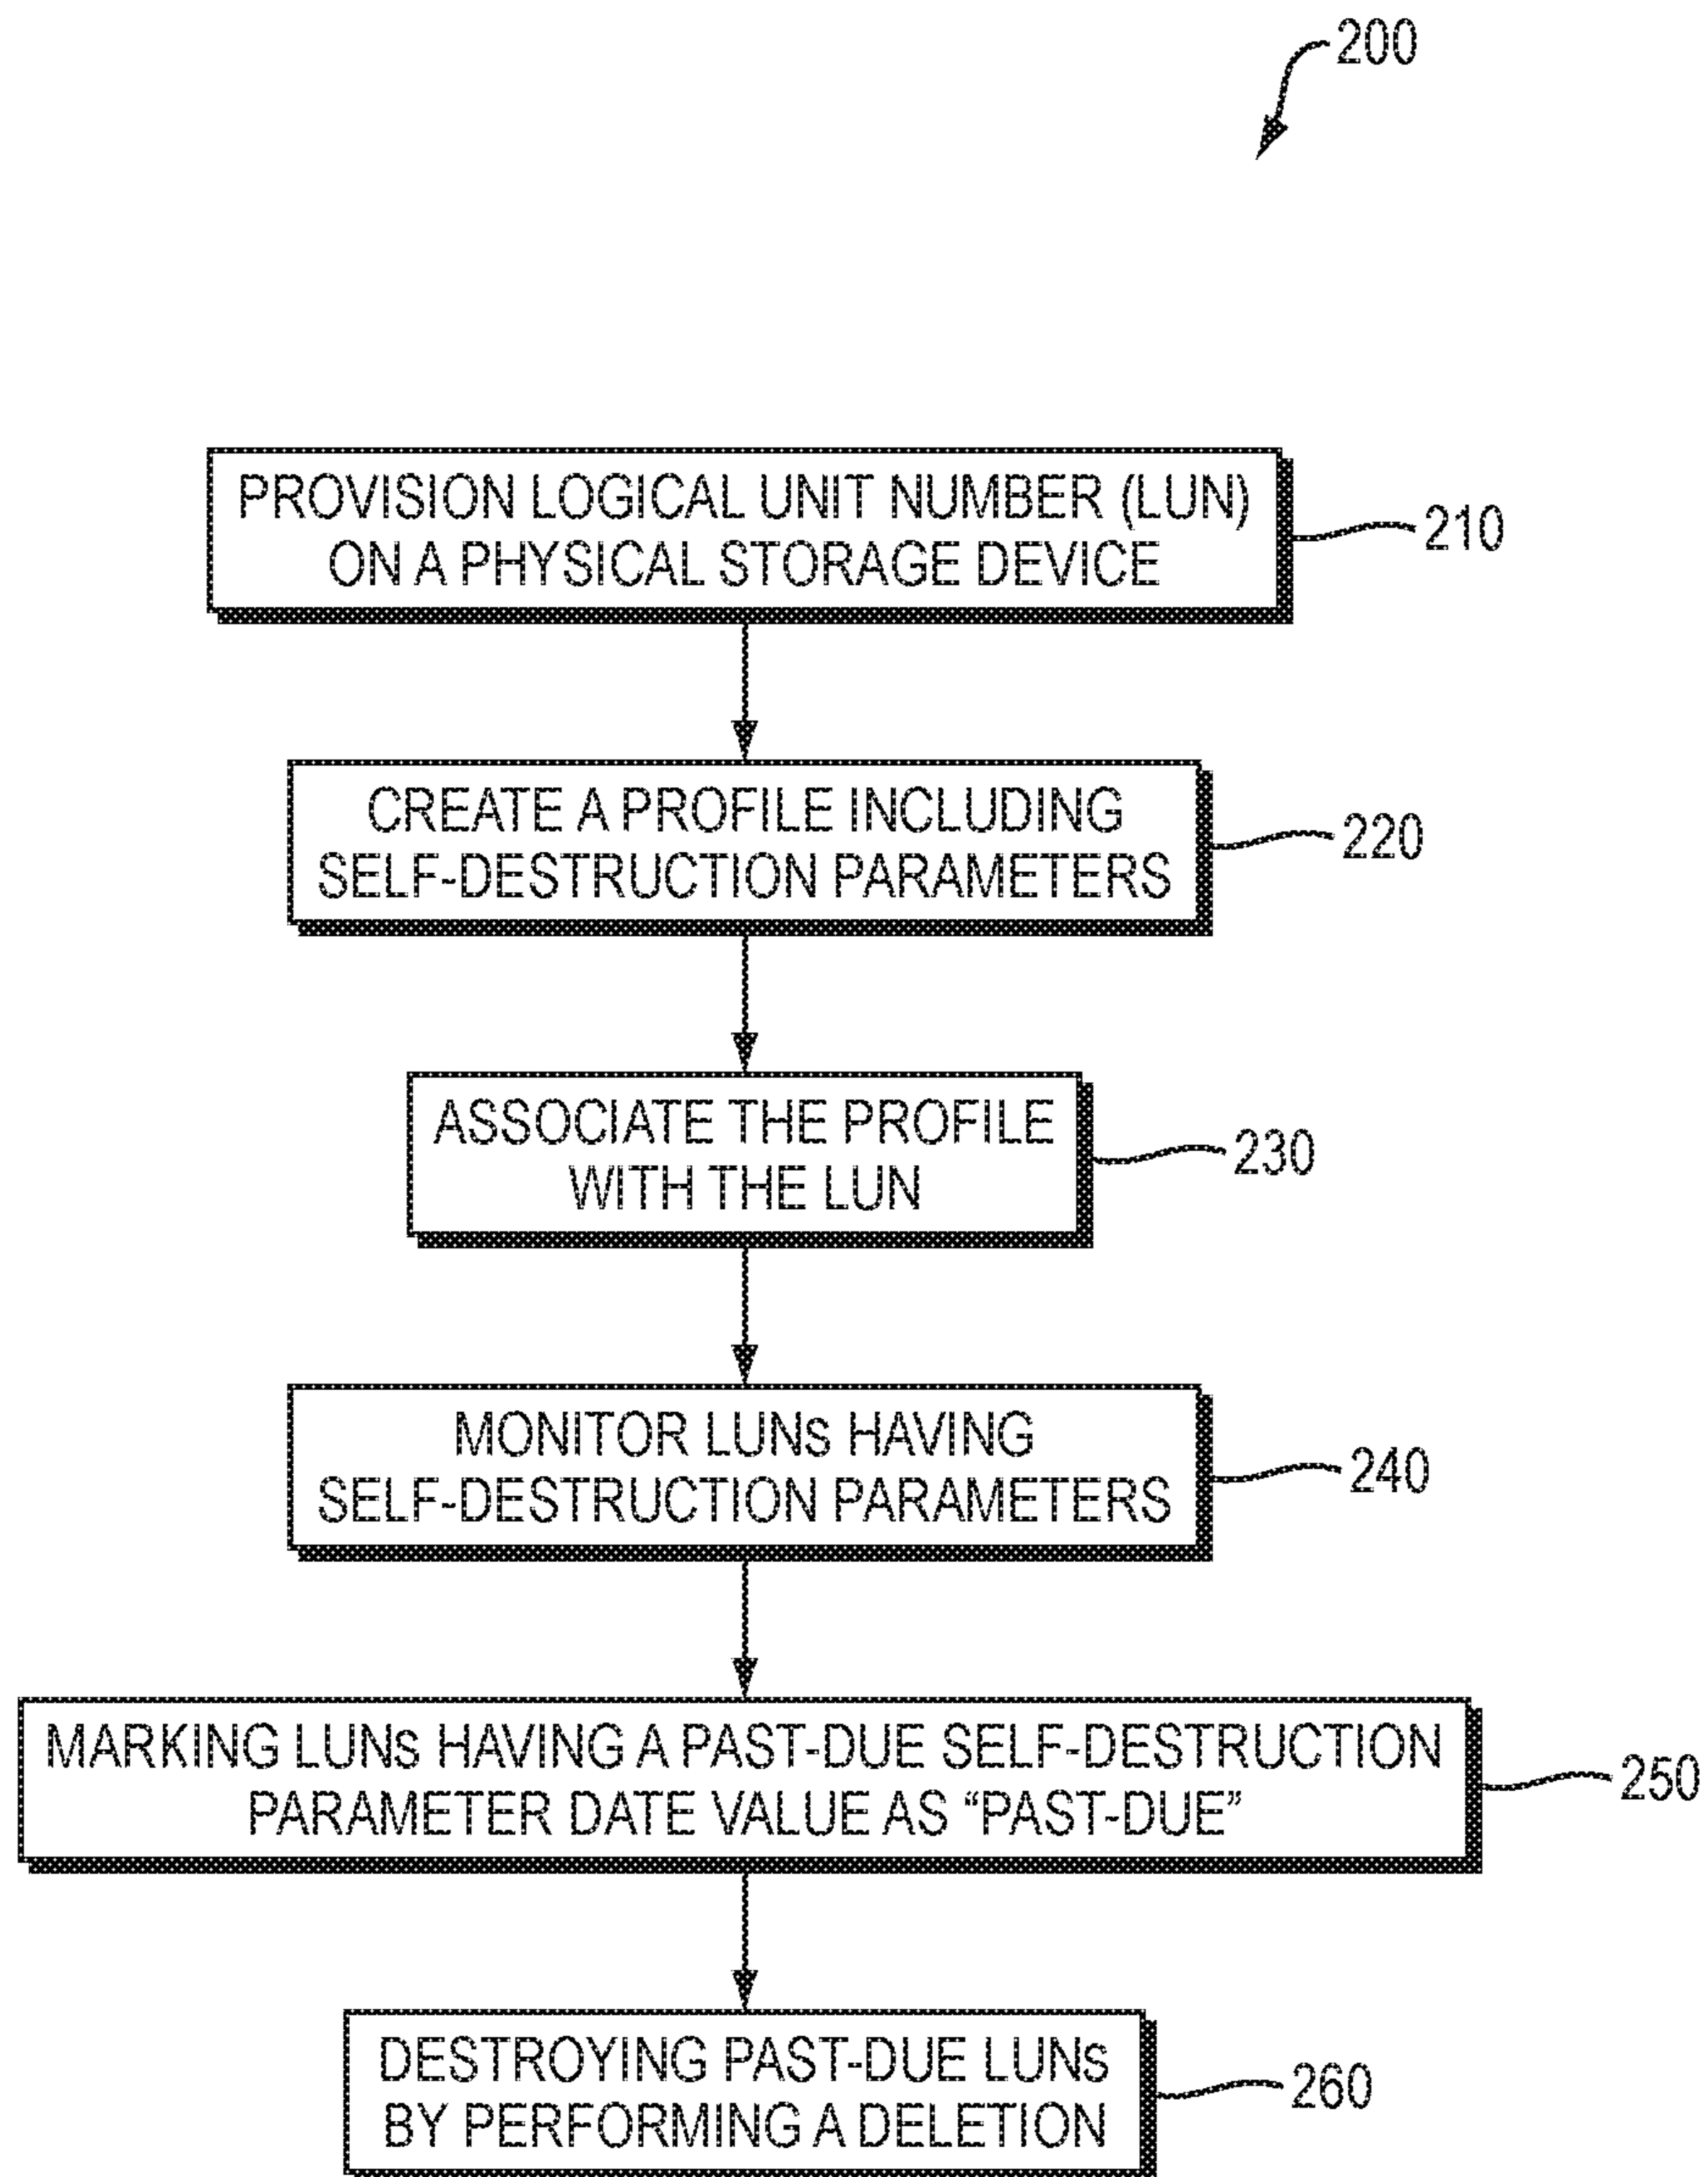 200
PROVISION LOGICAL UNIT NUMBER (LUN)
ON A PHYSICAL STORAGE DEVICE
210
CREATE A PROFILE INCLUDING
SELF-DESTRUCTION PARAMETERS
220
ASSOCIATE THE PROFILE
WITH THE LUN
230
MONITOR LUNs HAVING
SELF-DESTRUCTION PARAMETERS
240
MARKING LUNs HAVING A PAST-DUE SELF-DESTRUCTION
PARAMETER DATE VALUE AS “PAST-DUE”
250
DESTROYING PAST-DUE LUNs
BY PERFORMING A DELETION
260